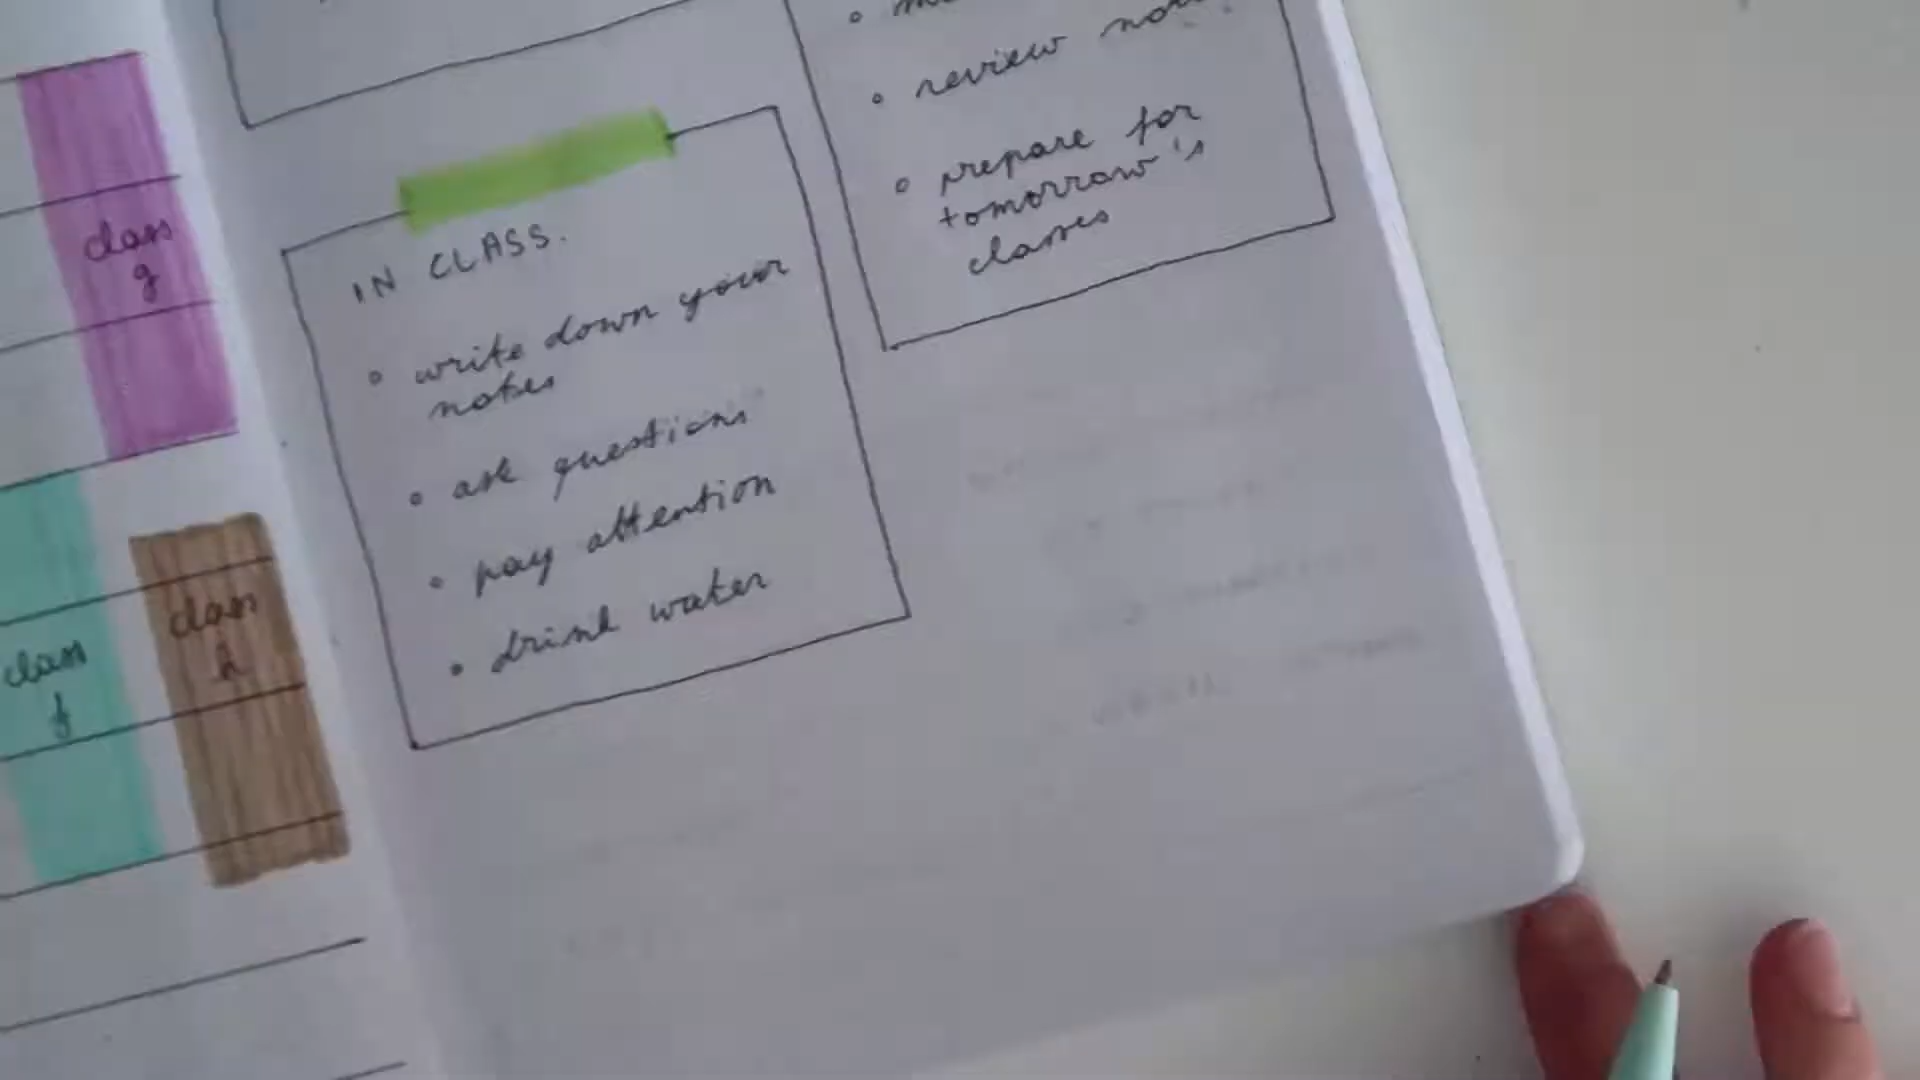 class
g
class
f
class
h
IN CLASS.
• write down your
notes
• ask questions
• pay attention
• drink water
• review
• prepare for
tomorrow's
classes